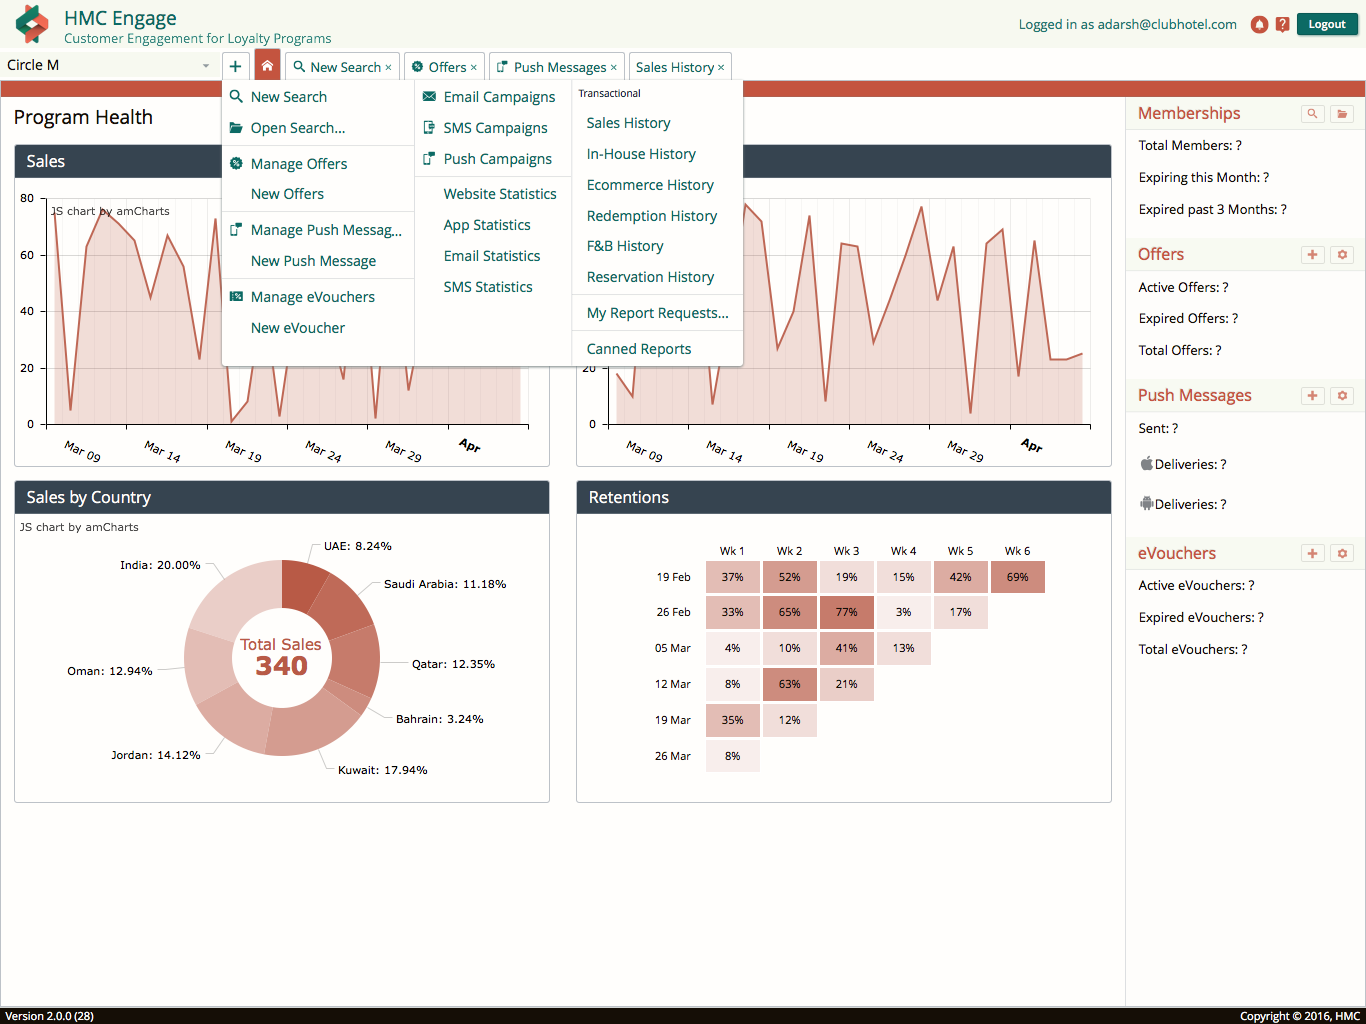 HMC Engage
Customer Engagement for Loyalty Programs
Logged in as adarsh@clubhotel.com
?
Logout
Circle M
+
New Search ×
Offers ×
Push Messages ×
Sales History ×
New Search
Open Search...
Manage Offers
New Offers
Manage Push Messag...
New Push Message
Manage eVouchers
New eVoucher
Email Campaigns
SMS Campaigns
Push Campaigns
Website Statistics
App Statistics
Email Statistics
SMS Statistics
Transactional
Sales History
In-House History
Ecommerce History
Redemption History
F&B History
Reservation History
My Report Requests...
Canned Reports
Program Health
Sales
JS chart by amCharts
80
60
40
20
0
Mar 09
Mar 14
Mar 19
Mar 24
Mar 29
Apr
20
0
Mar 09
Mar 14
Mar 19
Mar 24
Mar 29
Apr
Sales by Country
JS chart by amCharts
UAE: 8.24%
Saudi Arabia: 11.18%
Qatar: 12.35%
Bahrain: 3.24%
Kuwait: 17.94%
Jordan: 14.12%
Oman: 12.94%
India: 20.00%
Total Sales
340
Retentions
Wk 1 Wk 2 Wk 3 Wk 4 Wk 5 Wk 6
19 Feb 37% 52% 19% 15% 42% 69%
26 Feb 33% 65% 77% 3% 17%
05 Mar 4% 10% 41% 13%
12 Mar 8% 63% 21%
19 Mar 35% 12%
26 Mar 8%
Memberships
Total Members: ?
Expiring this Month: ?
Expired past 3 Months: ?
Offers
Active Offers: ?
Expired Offers: ?
Total Offers: ?
Push Messages
Sent: ?
Deliveries: ?
Deliveries: ?
eVouchers
Active eVouchers: ?
Expired eVouchers: ?
Total eVouchers: ?
Version 2.0.0 (28)
Copyright © 2016, HMC